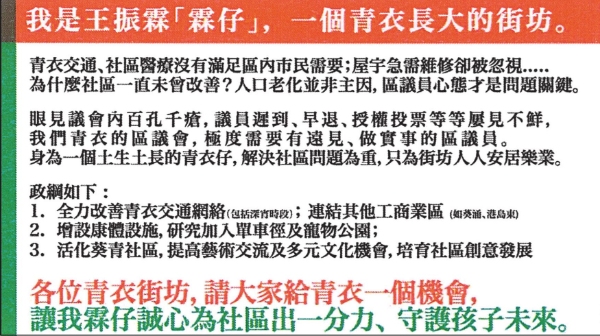 我是王振霖「霖仔」，一個青衣長大的街坊。
青衣交通、社區醫療沒有滿足區內市民需要；屋宇急需維修卻被忽視.....
為什麼社區一直未曾改善？人口老化並非主因，區議員心態才是問題關鍵。
眼見議會內百孔千瘡，議員遲到、早退、授權投票等等屢見不鮮，
我們青衣的區議會，極度需要有遠見、做實事的區議員。
身為一個土生土長的青衣仔，解決社區問題為重，只為街坊人人安居樂業。
政綱如下：
1. 全力改善青衣交通網絡(包括深宵時段)；連結其他工商業區 (如葵涌、港島東)
2. 增設康體設施，研究加入單車徑及寵物公園；
3. 活化葵青社區，提高藝術交流及多元文化機會，培育社區創意發展
各位青衣街坊，請大家給青衣一個機會，
讓我霖仔誠心為社區出一分力、守護孩子未來。